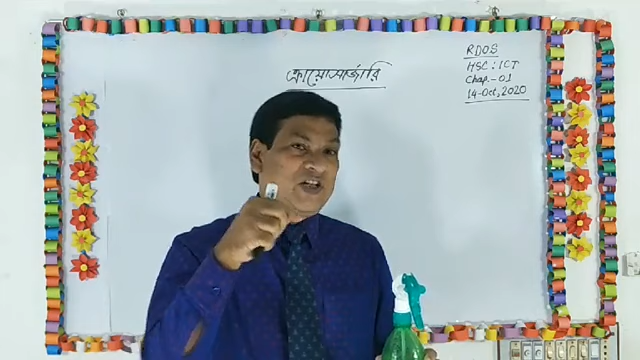 ক্রায়োসার্জারি
RDOS
HSC : ICT
Chap.- 01
14-Oct, 2020